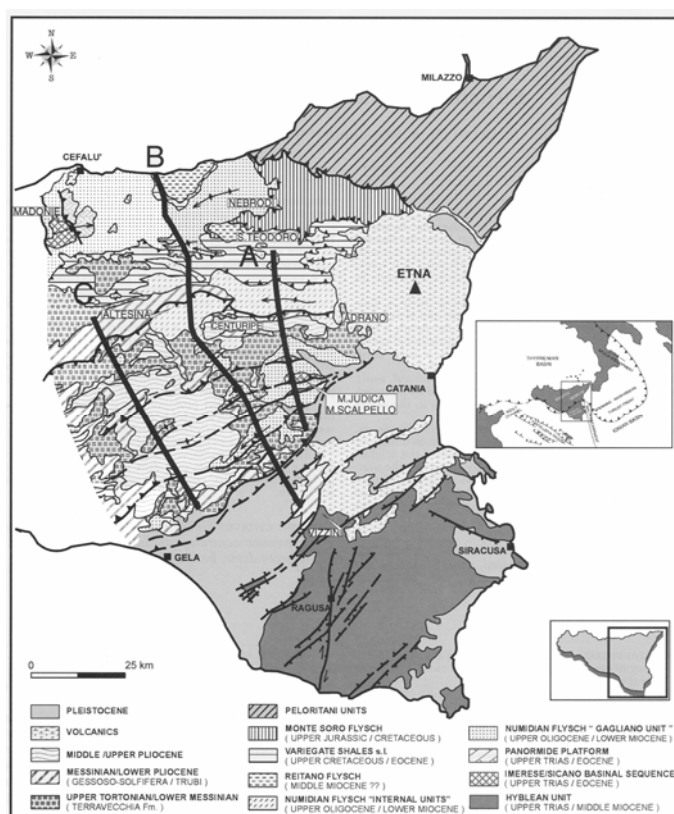 N
W E
S
MILAZZO
CEFALU'
B
MADONIE
NEBRODI
S.TEODORO
A
ETNA
C
ALTESINA
ADRANO
CENTURIPE
CATANIA
M.JUDICA
M.SCALPELLO
TYRRHENIAN
BASIN
IONIAN BASIN
VIZZINI
GELA
SIRACUSA
RAGUSA
0 25 km
PLEISTOCENE
VOLCANICS
MIDDLE /UPPER PLIOCENE
MESSINIAN/LOWER PLIOCENE
( GESSOSO-SOLFIFERA / TRUBI )
UPPER TORTONIAN/LOWER MESSINIAN
( TERRAVECCHIA Fm. )
PELORITANI UNITS
MONTE SORO FLYSCH
( UPPER JURASSIC / CRETACEOUS )
VARIEGATE SHALES s.l.
( UPPER CRETACEOUS / EOCENE )
REITANO FLYSCH
( MIDDLE MIOCENE ?? )
NUMIDIAN FLYSCH "INTERNAL UNITS"
( UPPER OLIGOCENE / LOWER MIOCENE )
NUMIDIAN FLYSCH " GAGLIANO UNIT "
( UPPER OLIGOCENE / LOWER MIOCENE )
PANORMIDE PLATFORM
( UPPER TRIAS / EOCENE )
IMERESE/SICANO BASINAL SEQUENCE
( UPPER TRIAS / EOCENE )
HYBLEAN UNIT
( UPPER TRIAS / MIDDLE MIOCENE )